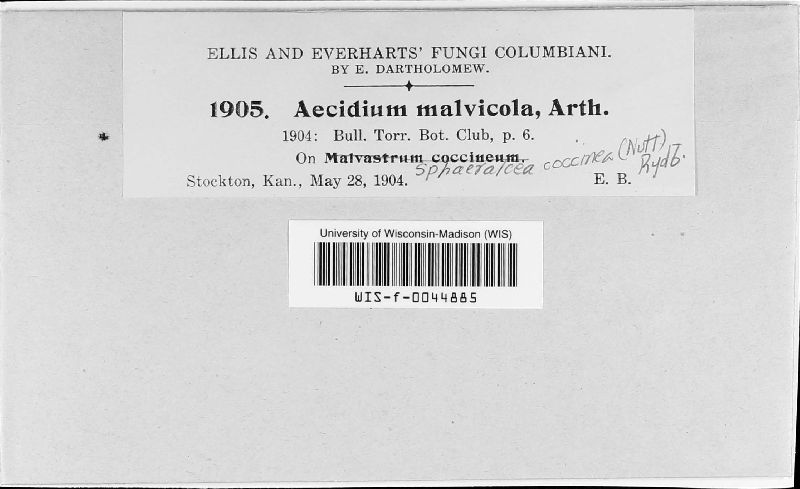 ELLIS AND EVERHARTS' FUNGI COLUMBIANI.
BY E. DARTHOLOMEW.
1905. Aecidium malvicola, Arth.
1904: Bull. Torr. Bot. Club, p. 6.
On Malvastrum coccineum,
Sphaeralcea coccinea (Nutt) Rydb.
Stockton, Kan., May 28, 1904. E. B.
University of Wisconsin-Madison (WIS)
WIS-f-0044885